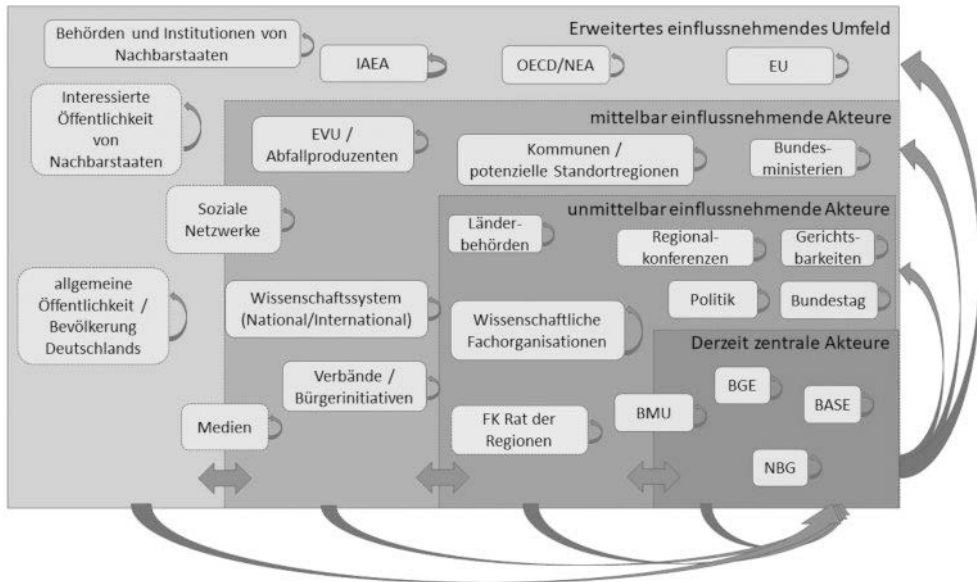 Erweitertes einflussnehmendes Umfeld
Behörden und Institutionen von
Nachbarstaaten
IAEA
OECD/NEA
EU
Interessierte
Öffentlichkeit
von
Nachbarstaaten
mittelbar einflussnehmende Akteure
EVU /
Abfallproduzenten
Kommunen /
potenzielle Standortregionen
Bundes-
ministerien
Soziale
Netzwerke
unmittelbar einflussnehmende Akteure
Länder-
behörden
Regional-
konferenzen
Gerichts-
barkeiten
allgemeine
Öffentlichkeit /
Bevölkerung
Deutschlands
Wissenschaftssystem
(National/International)
Wissenschaftliche
Fachorganisationen
Politik
Bundestag
Derzeit zentrale Akteure
Verbände /
Bürgerinitiativen
BGE
BASE
Medien
FK Rat der
Regionen
BMU
NBG